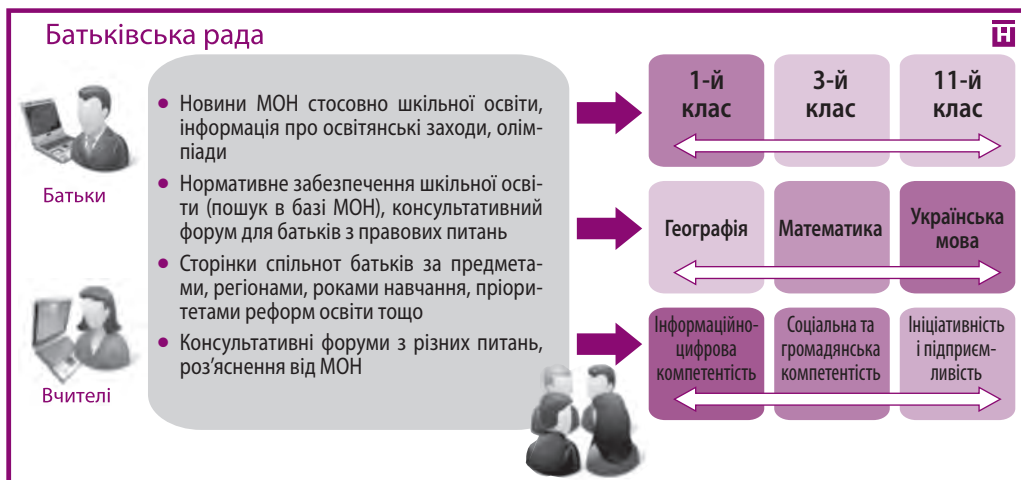 Батьківська рада
Батьки
Вчителі
• Новини МОН стосовно шкільної освіти,
інформація про освітянські заходи, олім-
піади
• Нормативне забезпечення шкільної осві-
ти (пошук в базі МОН), консультативний
форум для батьків з правових питань
• Сторінки спільнот батьків за предмета-
ми, регіонами, роками навчання, пріори-
тетами реформ освіти тощо
• Консультативні форуми з різних питань,
роз'яснення від МОН
1-й
клас
3-й
клас
11-й
клас
Географія
Математика
Українська
мова
Інформаційно-
цифрова
компетентість
Соціальна та
громадянська
компетентість
Ініціативність
і підприєм-
ливість